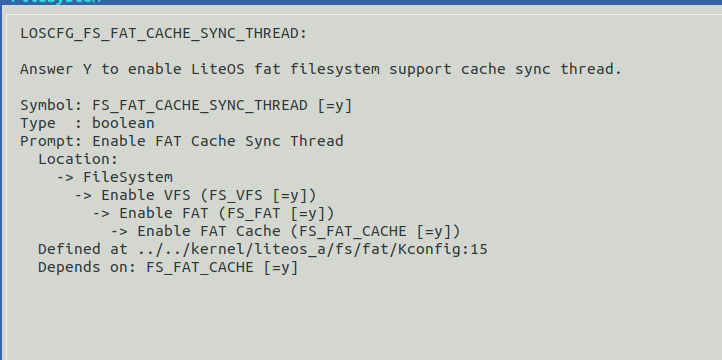 FileSystem
LOSCFG_FS_FAT_CACHE_SYNC_THREAD:
Answer Y to enable LiteOS fat filesystem support cache sync thread.
Symbol: FS_FAT_CACHE_SYNC_THREAD [=y]
Type  : boolean
Prompt: Enable FAT Cache Sync Thread
  Location:
    -> FileSystem
      -> Enable VFS (FS_VFS [=y])
        -> Enable FAT (FS_FAT [=y])
          -> Enable FAT Cache (FS_FAT_CACHE [=y])
  Defined at ../../kernel/liteos_a/fs/fat/Kconfig:15
  Depends on: FS_FAT_CACHE [=y]